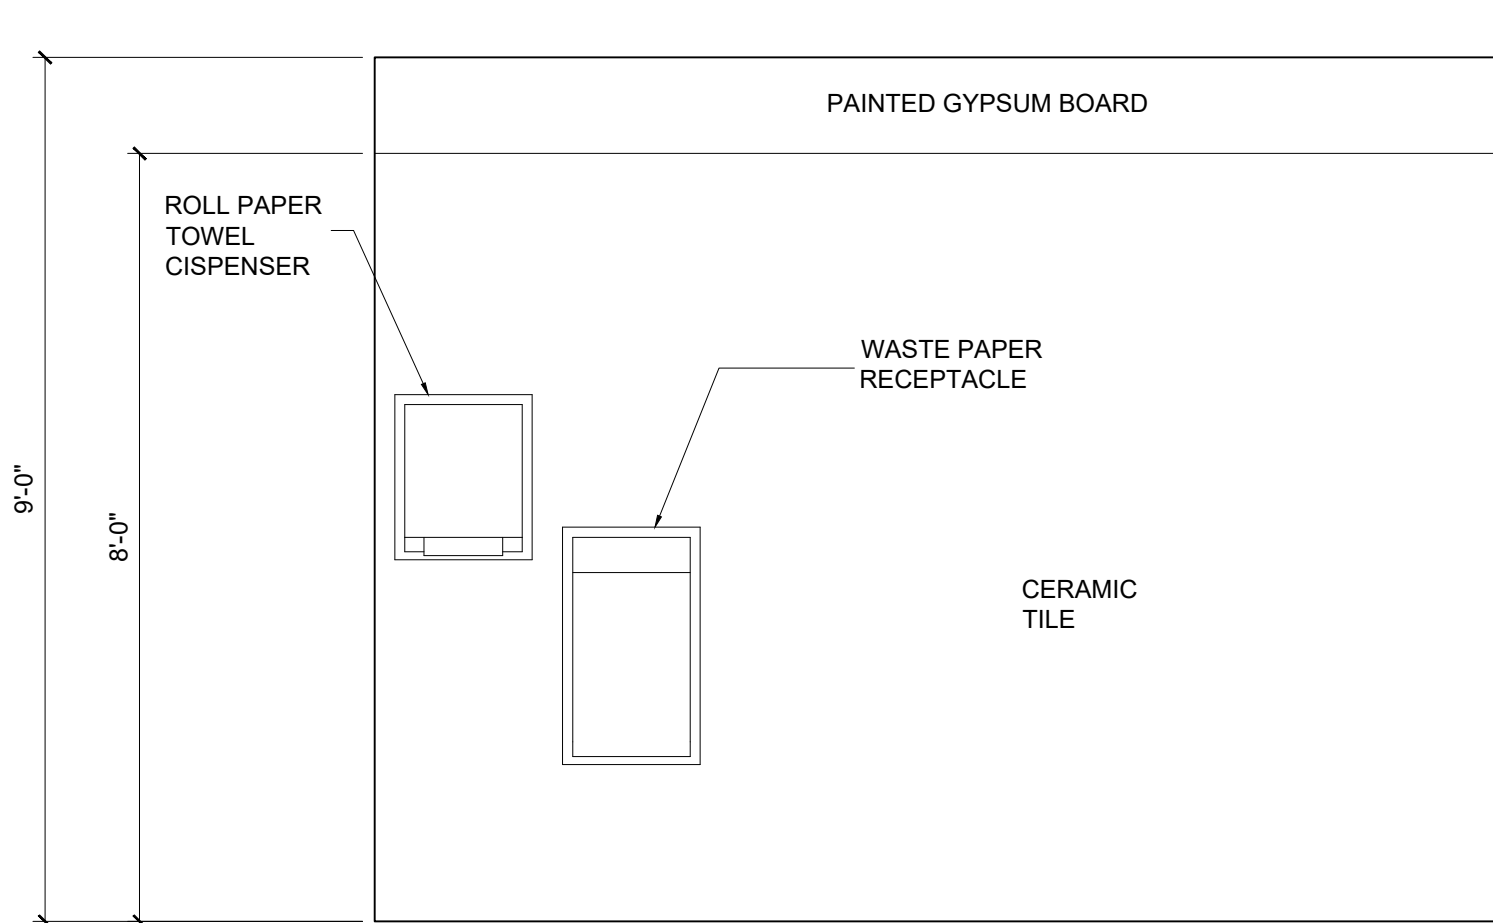 PAINTED GYPSUM BOARD
ROLL PAPER
TOWEL
CISPENSER
WASTE PAPER
RECEPTACLE
9'-0"
8'-0"
CERAMIC
TILE